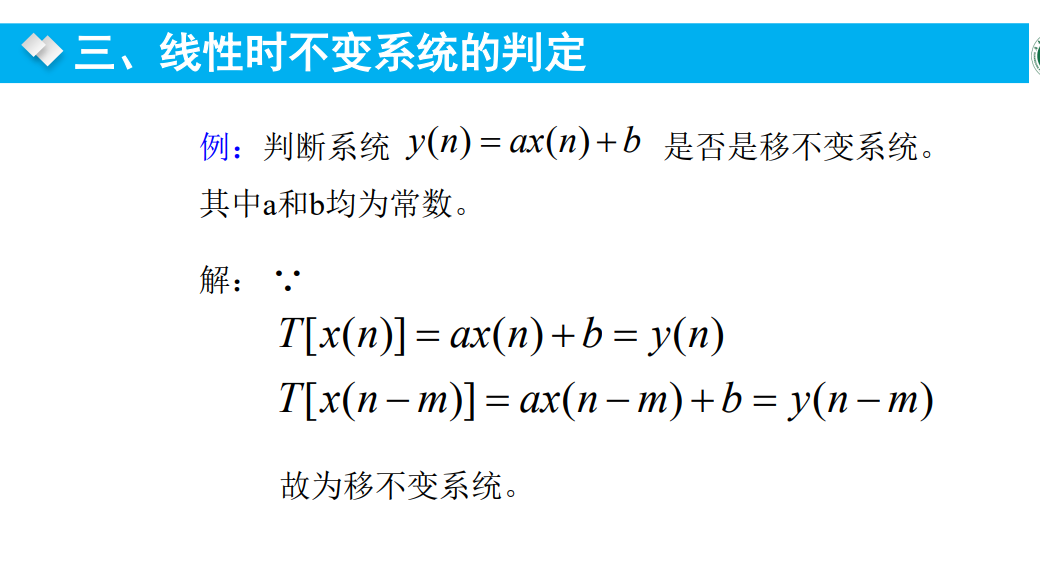 三、线性时不变系统的判定
例：判断系统 y(n) = ax(n) + b 是否是移不变系统。
其中a和b均为常数。
解： ∵
T[x(n)] = ax(n) + b = y(n)
T[x(n − m)] = ax(n − m) + b = y(n − m)
故为移不变系统。